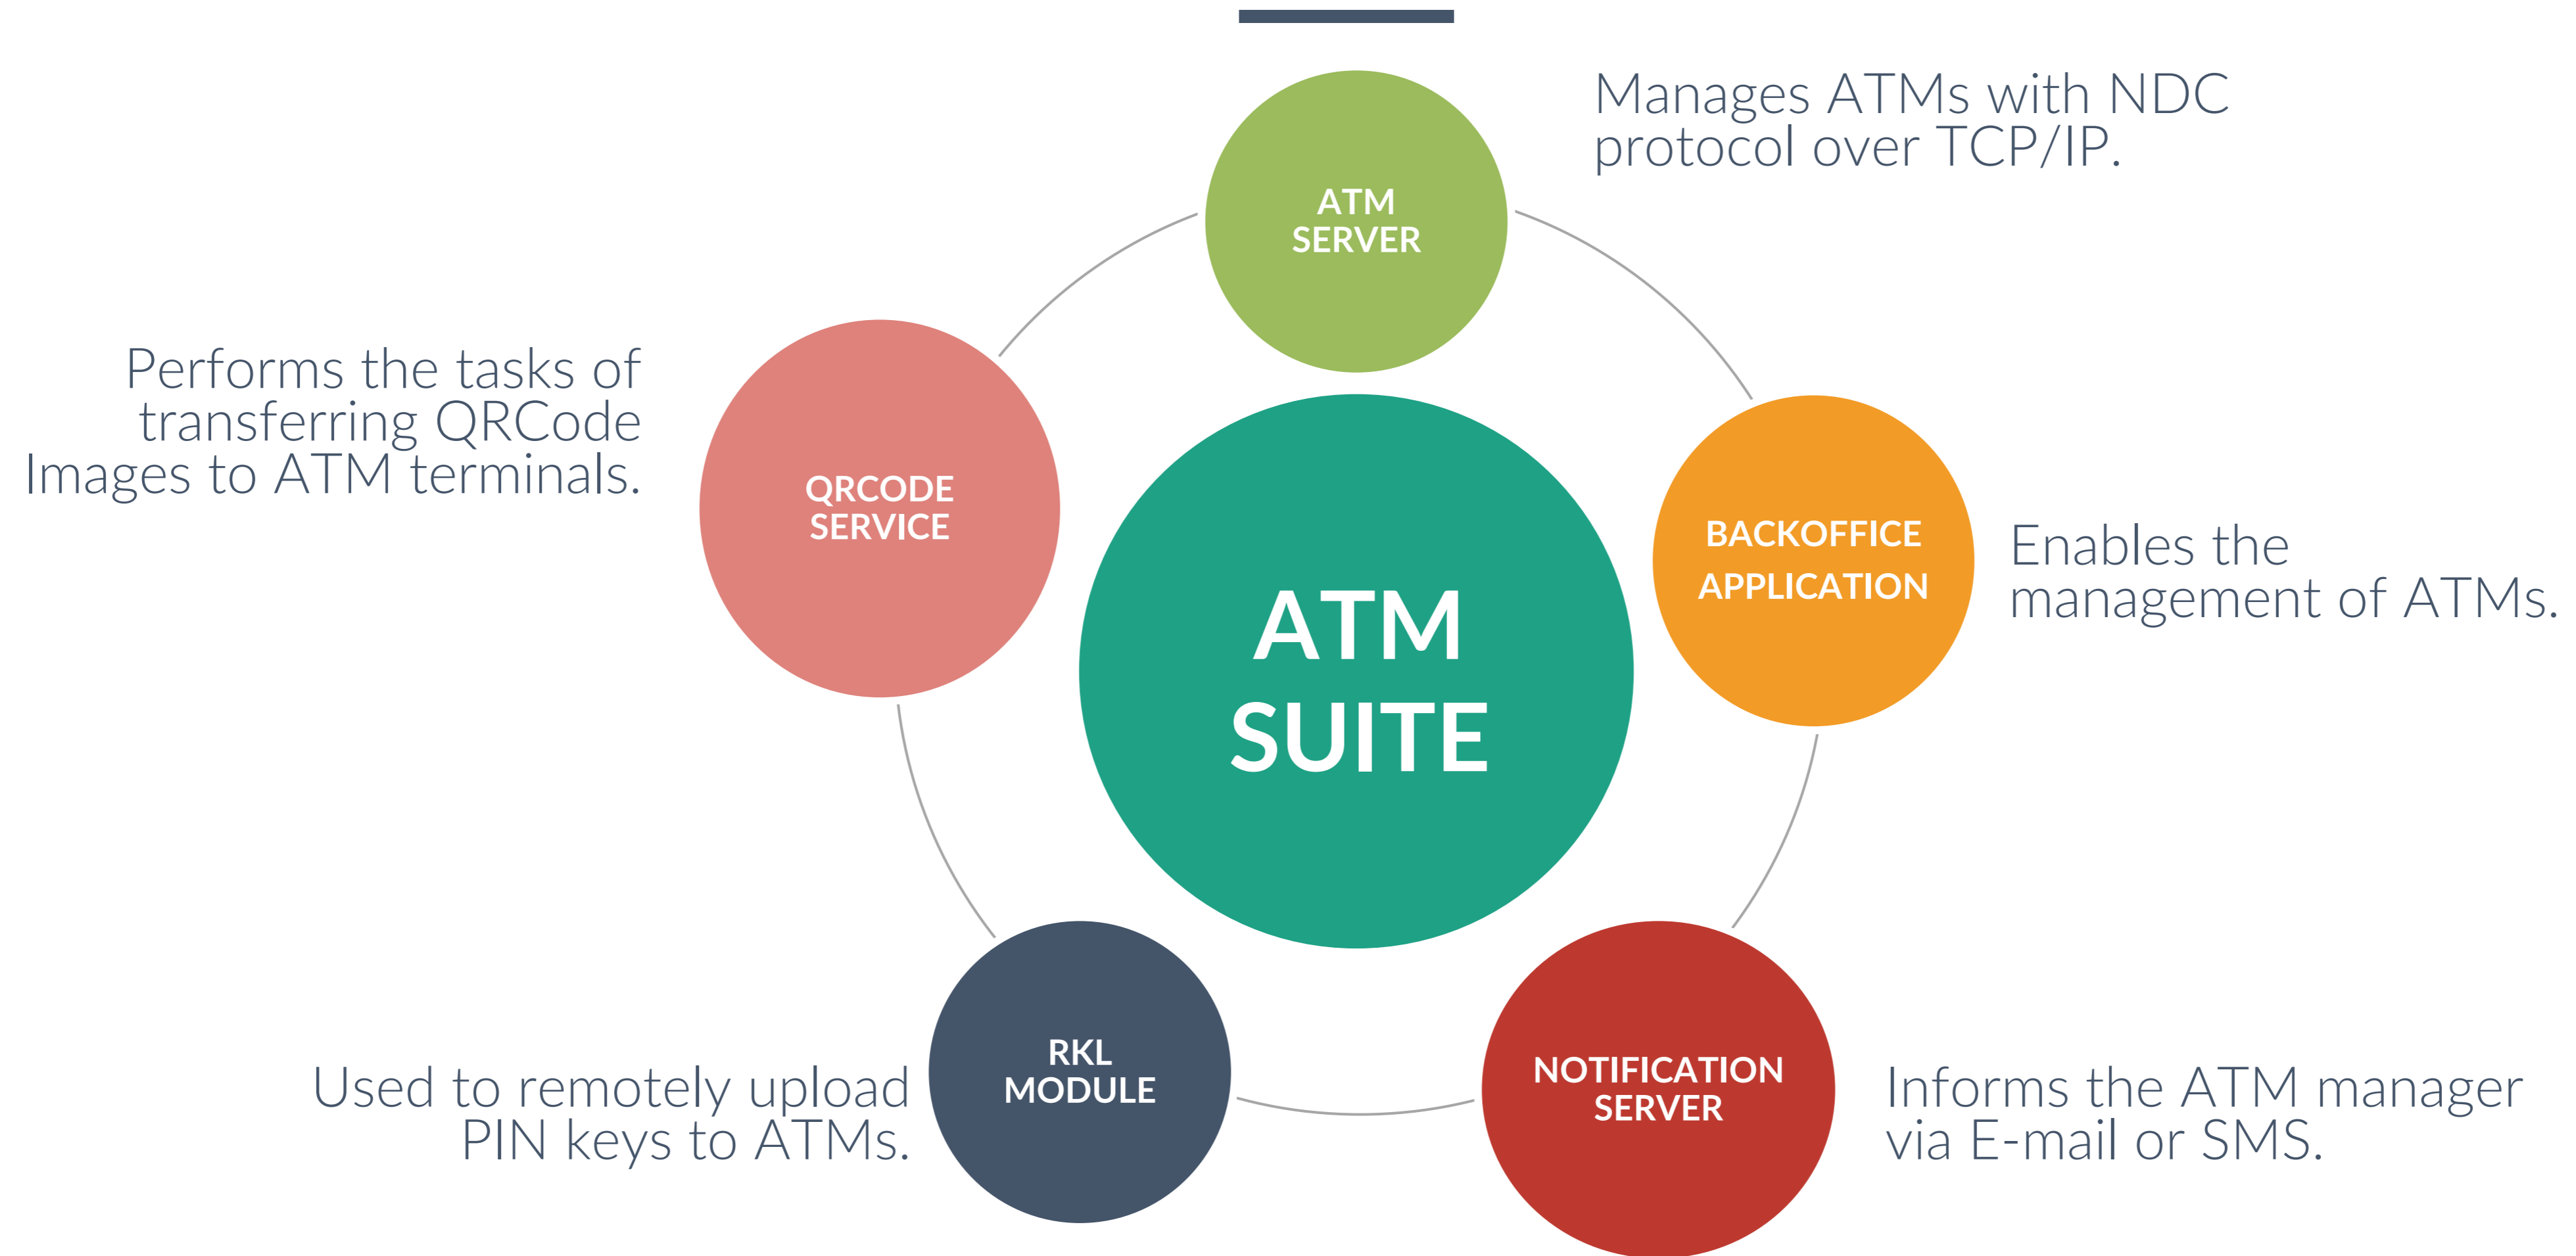 Manages ATMs with NDC
protocol over TCP/IP.
ATM
SERVER
Performs the tasks of
transferring QRCode
Images to ATM terminals.
QRCODE
SERVICE
BACKOFFICE
APPLICATION
Enables the
management of ATMs.
ATM
SUITE
RKL
MODULE
Used to remotely upload
PIN keys to ATMs.
NOTIFICATION
SERVER
Informs the ATM manager
via E-mail or SMS.